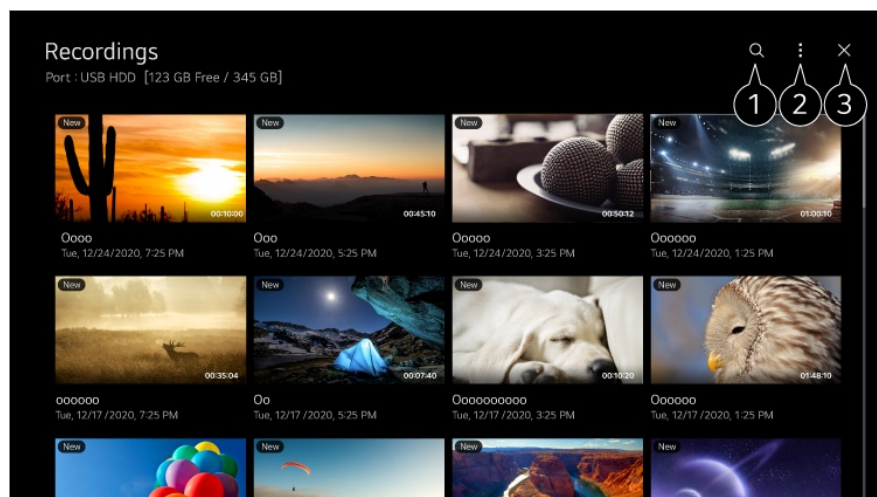 Recordings
Port : USB HDD [123 GB Free / 345 GB]
1 2 3
New New New New
00:10:00 00:45:10 00:50:12 01:00:10
Oooo Ooo Ooooo Oooooo
Tue, 12/24/2020, 7:25 PM Tue, 12/24/2020, 5:25 PM Tue, 12/24/2020, 3:25 PM Tue, 12/24/2020, 1:25 PM
New New New New
00:35:04 00:07:40 00:10:20 01:48:10
oooooo Oo Oooooooooo Oooooo
Tue, 12/17/2020, 7:25 PM Tue, 12/17/2020, 5:25 PM Tue, 12/17/2020, 3:25 PM Tue, 12/17/2020, 1:25 PM
New New New New